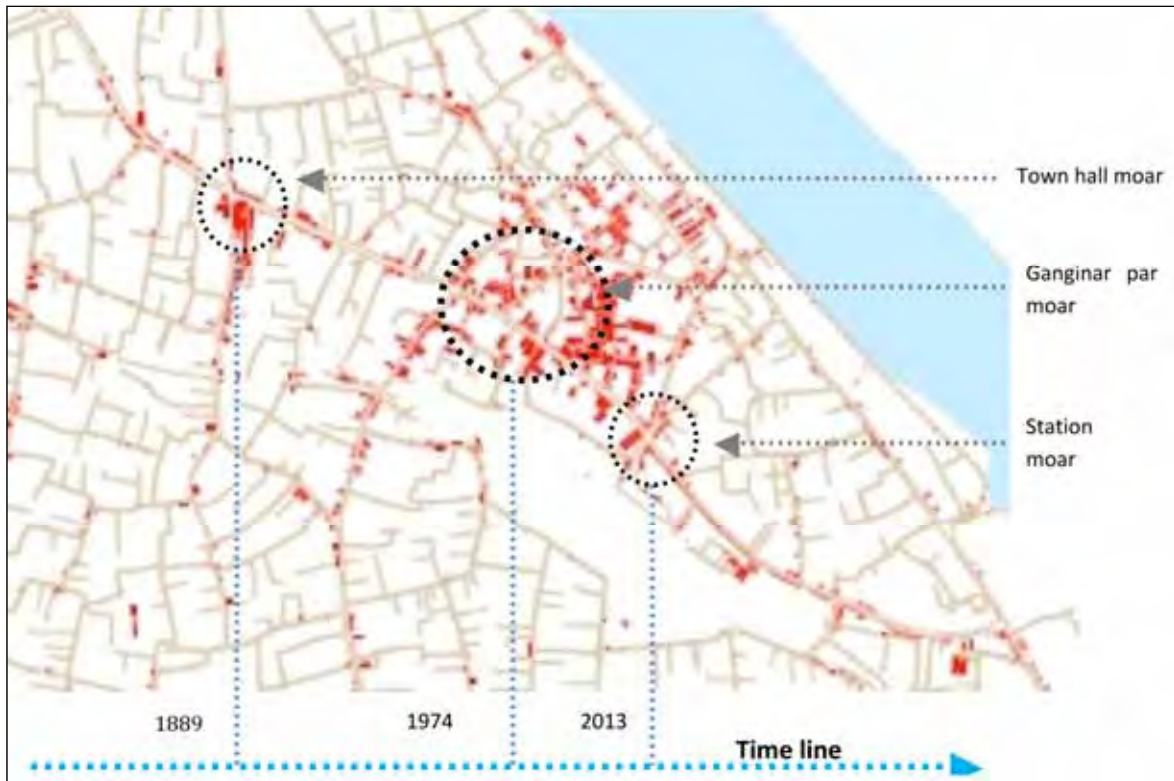 Town hall moar
Ganginar par
moar
Station
moar
1889
1974
2013
Time line